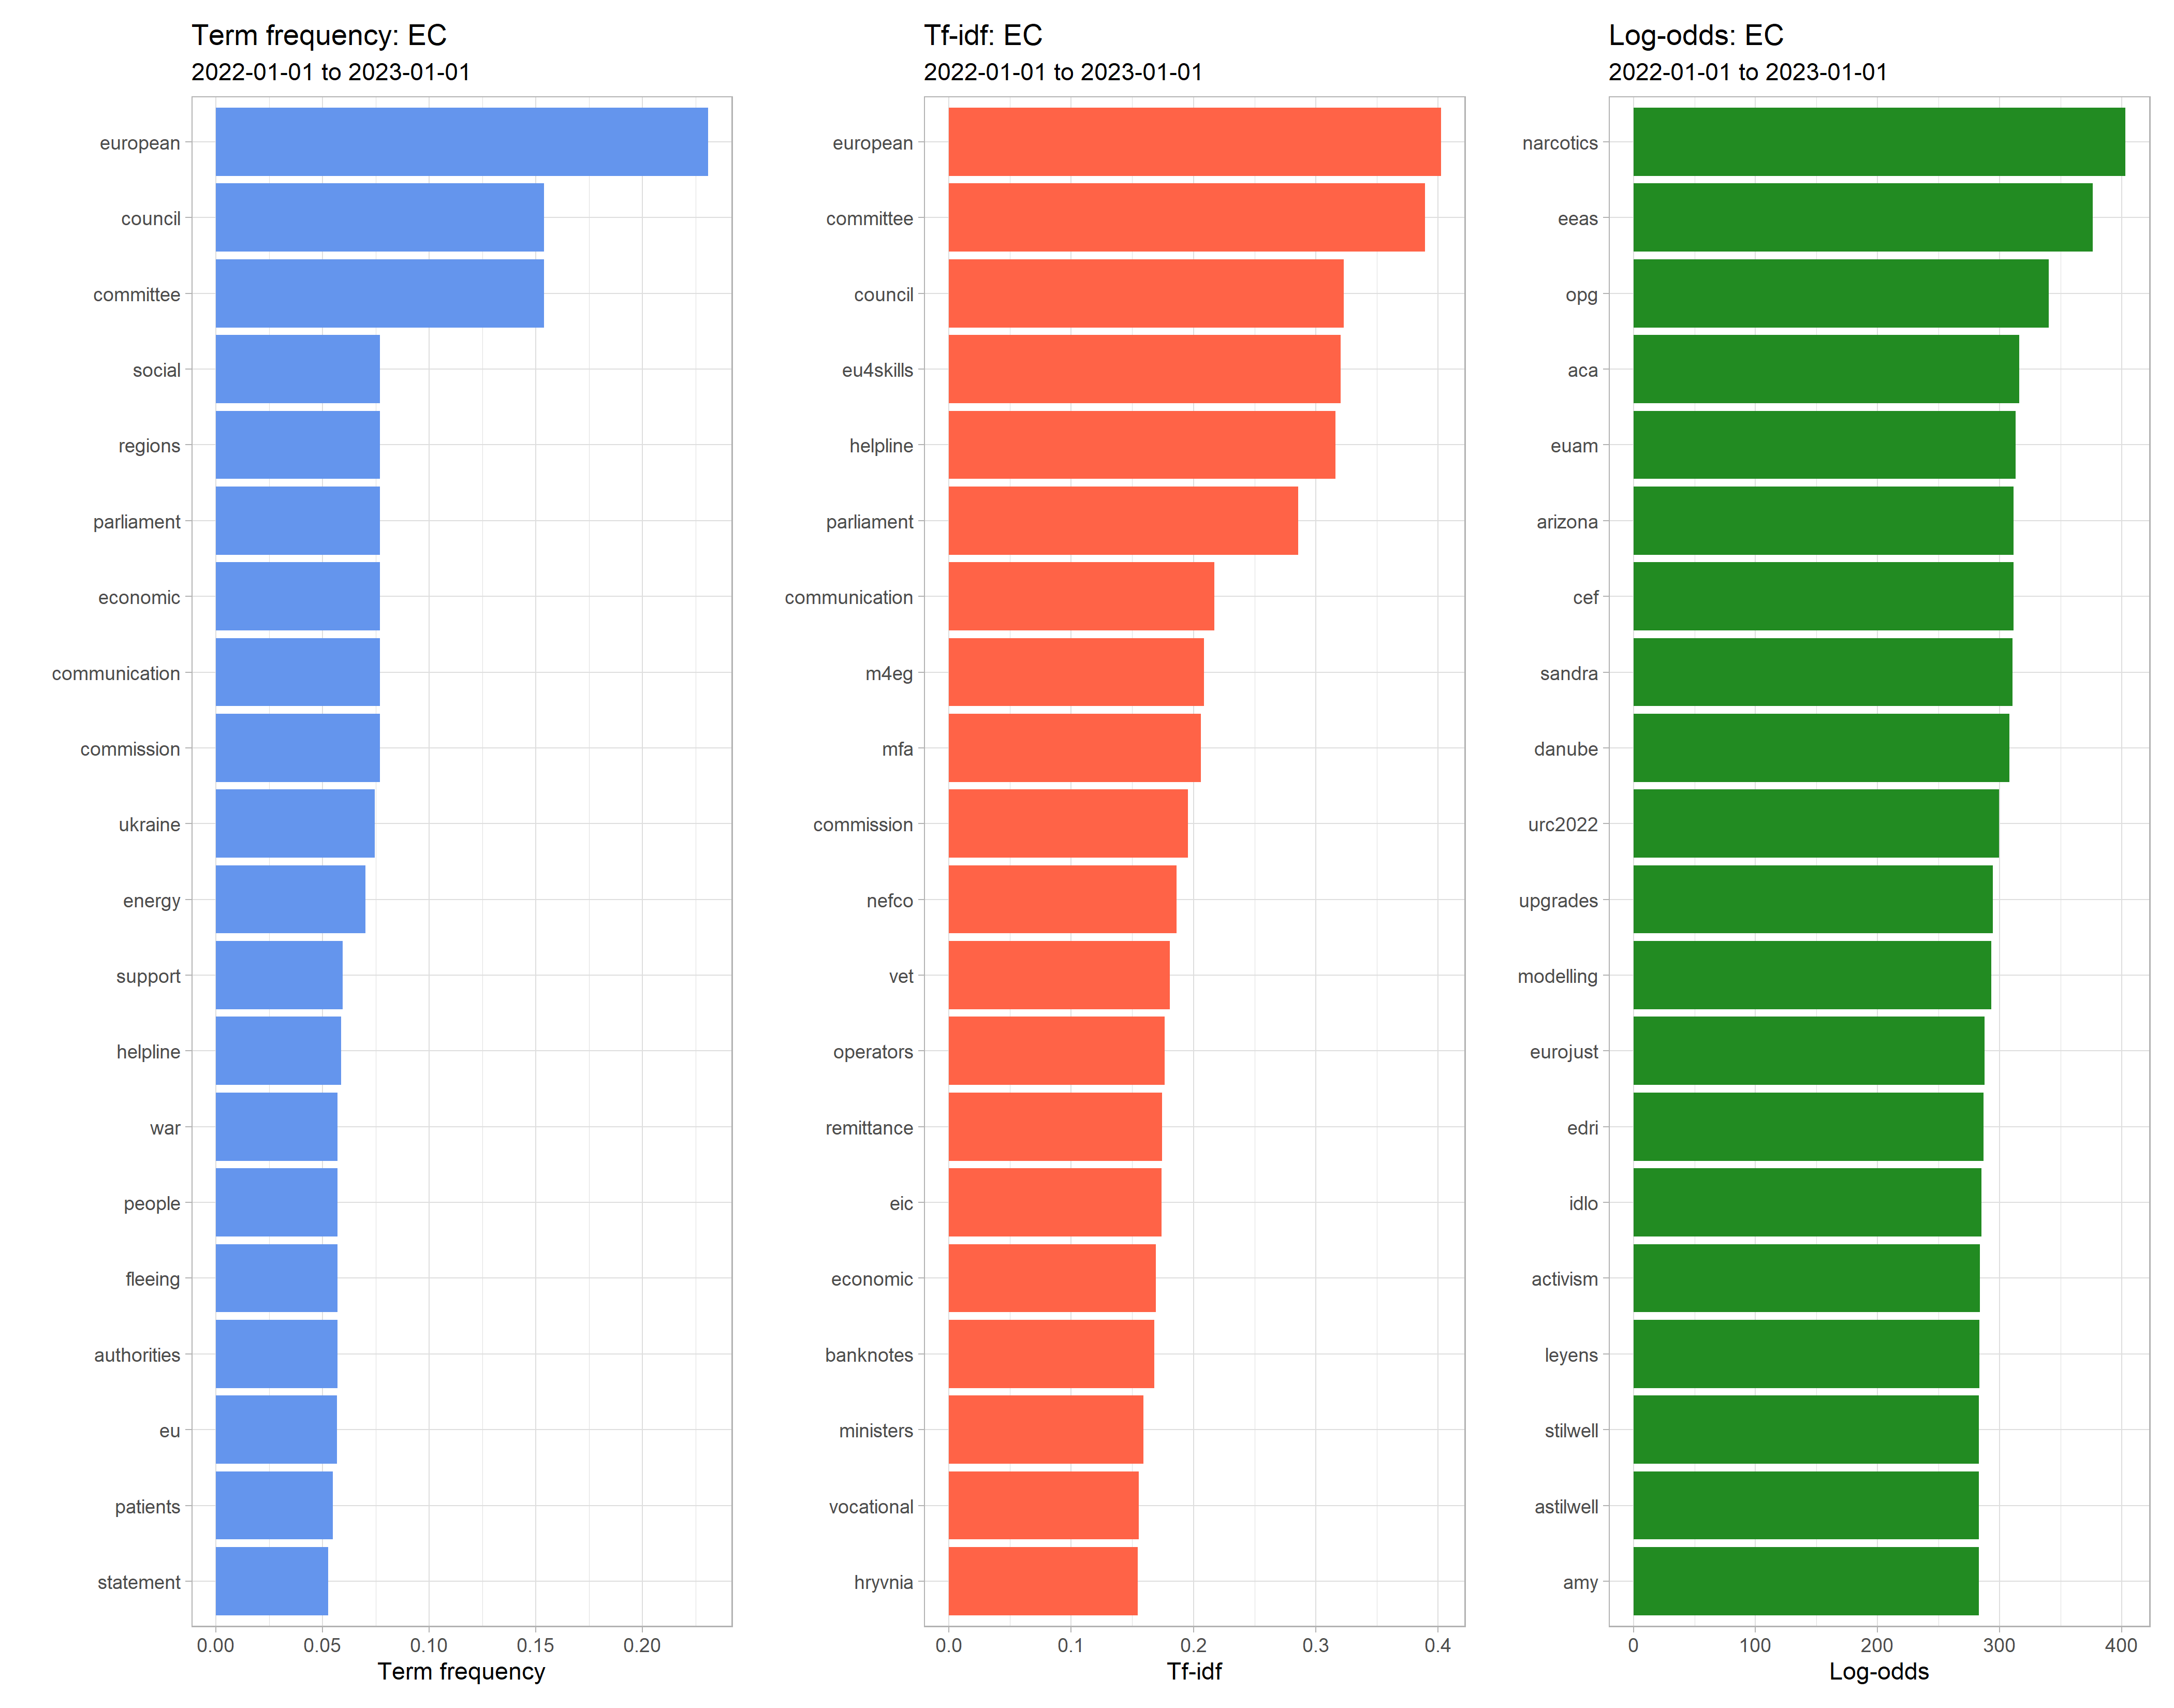 Term frequency: EC
2022-01-01 to 2023-01-01
european
council
committee
social
regions
parliament
economic
communication
commission
ukraine
energy
support
helpline
war
people
fleeing
authorities
eu
patients
statement
0.00 0.05 0.10 0.15 0.20
Term frequency
Tf-idf: EC
2022-01-01 to 2023-01-01
european
committee
council
eu4skills
helpline
parliament
communication
m4eg
mfa
commission
nefco
vet
operators
remittance
eic
economic
banknotes
ministers
vocational
hryvnia
0.0 0.1 0.2 0.3 0.4
Tf-idf
Log-odds: EC
2022-01-01 to 2023-01-01
narcotics
eeas
opg
aca
euam
arizona
cef
sandra
danube
urc2022
upgrades
modelling
eurojust
edri
idlo
activism
leyens
stilwell
astilwell
amy
0 100 200 300 400
Log-odds